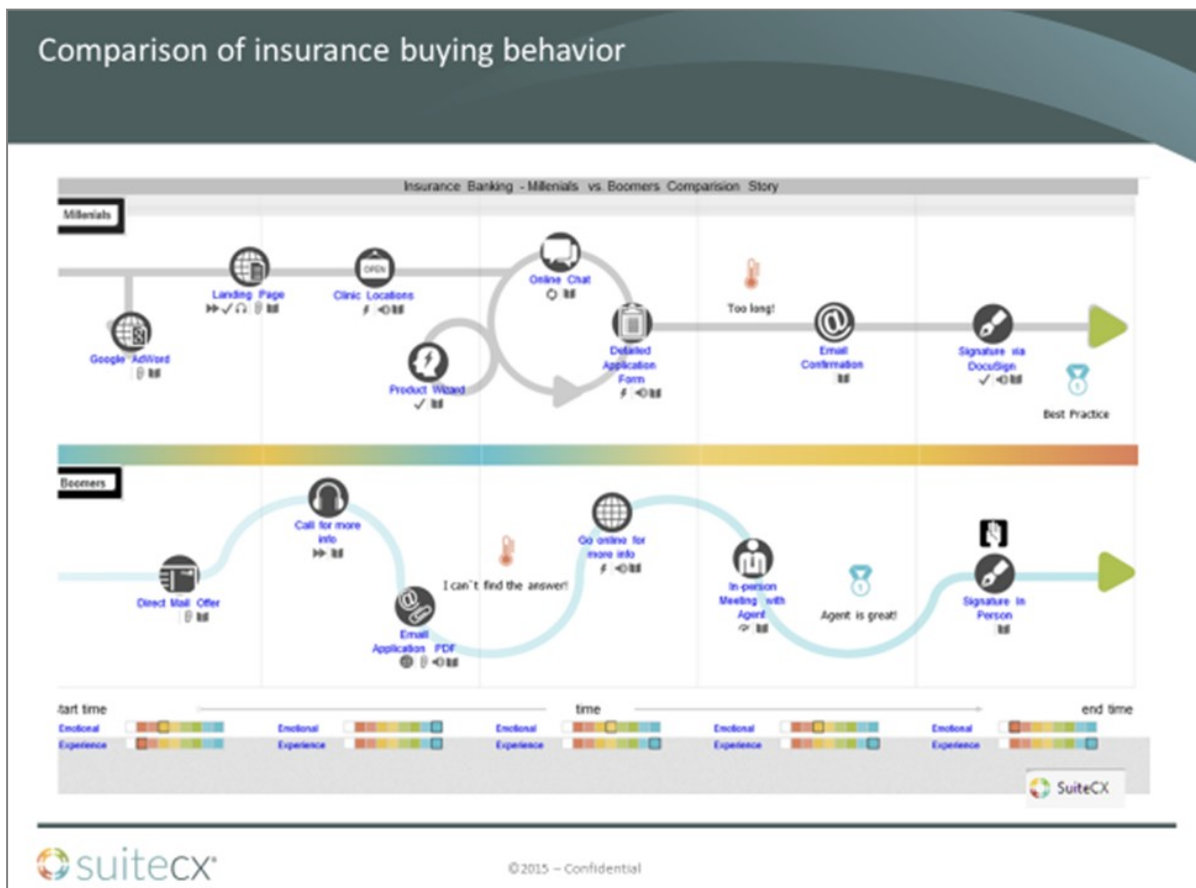 Comparison of insurance buying behavior
Insurance Banking - Millenials vs. Boomers Comparision Story
Millenials
Landing Page
OPEN
Clinic Locations
Online Chat
Google AdWord
Product Wizard
Detailed
Application
Form
Too long!
Email
Confirmation
Signature via
DocuSign
Best Practice
Boomers
Call for more
info
Direct Mail Offer
Email
Application PDF
I can`t find the answer!
Go online for
more info
In-person
Meeting with
Agent
Agent is great!
Signature In
Person
start time
time
end time
Emotional
Emotional
Emotional
Emotional
Emotional
Experience
Experience
Experience
Experience
Experience
SuiteCX
suitecx
©2015 – Confidential